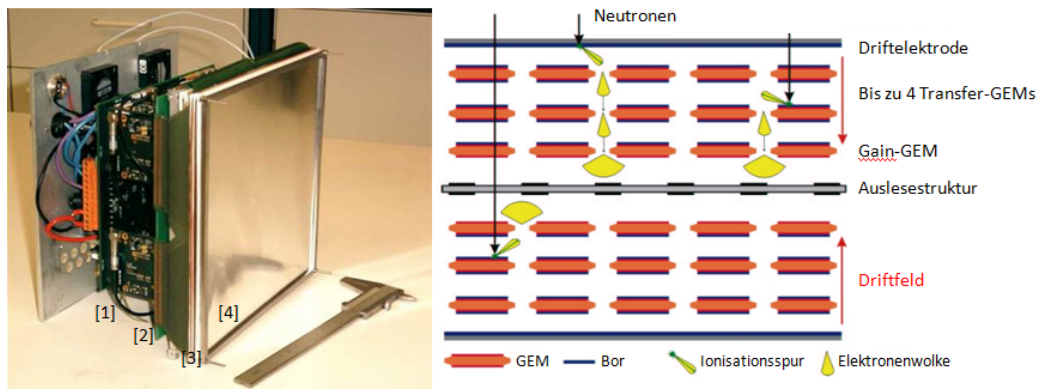 [1]
[2]
[3]
[4]
Neutronen
Driftelektrode
Bis zu 4 Transfer-GEMs
Gain-GEM
Auslesestruktur
Driftfeld
GEM
Bor
Ionisationsspur
Elektronenwolke